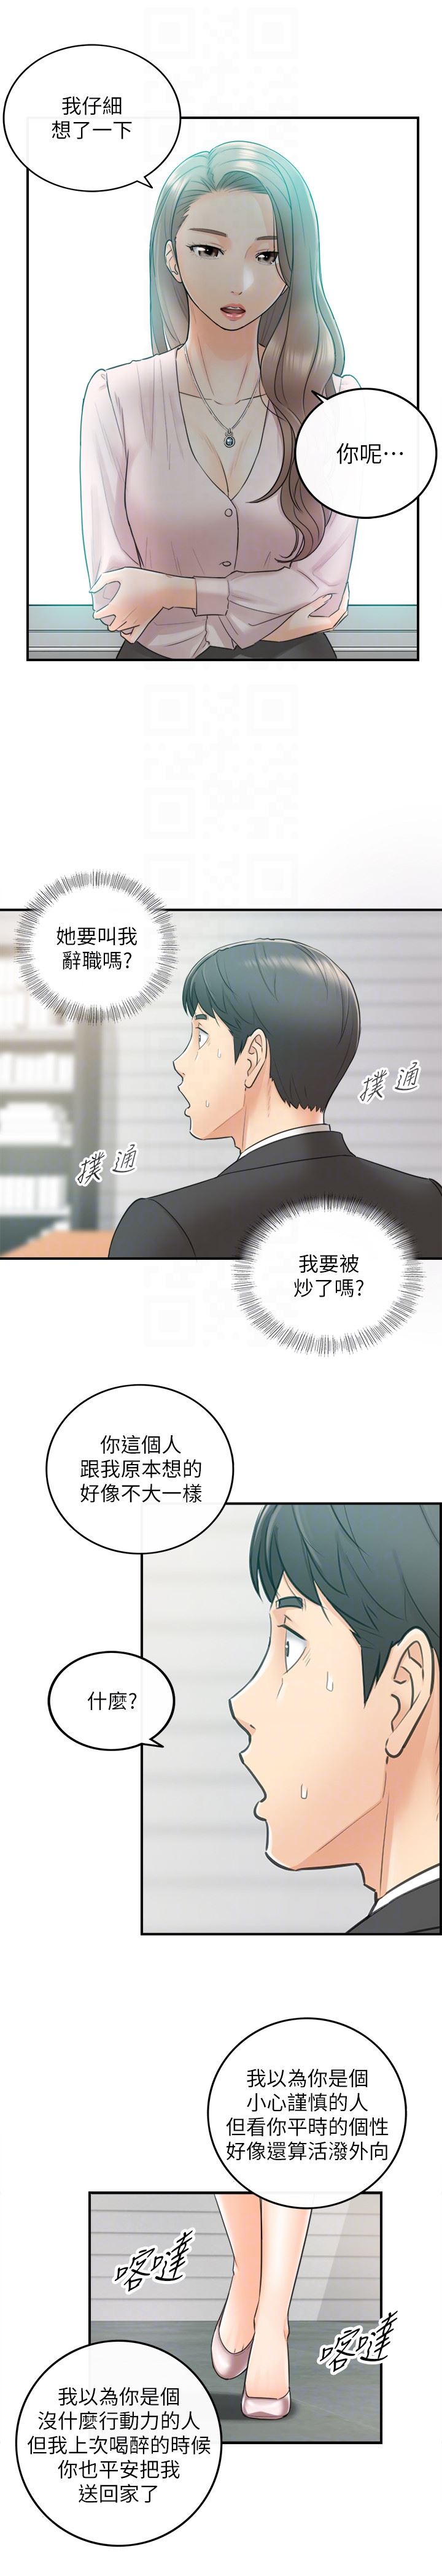 我仔細
想了一下
你呢⋯
她要叫我
辭職嗎?
撲通
撲通
我要被
炒了嗎?
你這個人
跟我原本想的
好像不大一樣
什麼?
我以為你是個
小心謹慎的人
但看你平時的個性
好像還算活潑外向
喀噠
喀噠
我以為你是個
沒什麼行動力的人
但我上次喝醉的時候
你也平安把我
送回家了